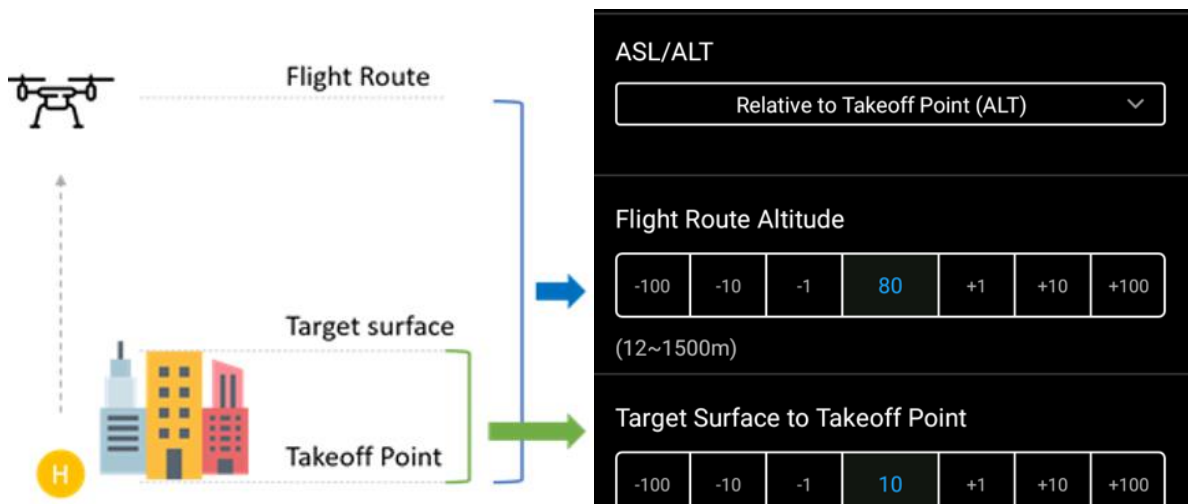 Flight Route
Target surface
Takeoff Point
H
ASL/ALT
Relative to Takeoff Point (ALT)
Flight Route Altitude
-100 -10 -1 80 +1 +10 +100
(12~1500m)
Target Surface to Takeoff Point
-100 -10 -1 10 +1 +10 +100